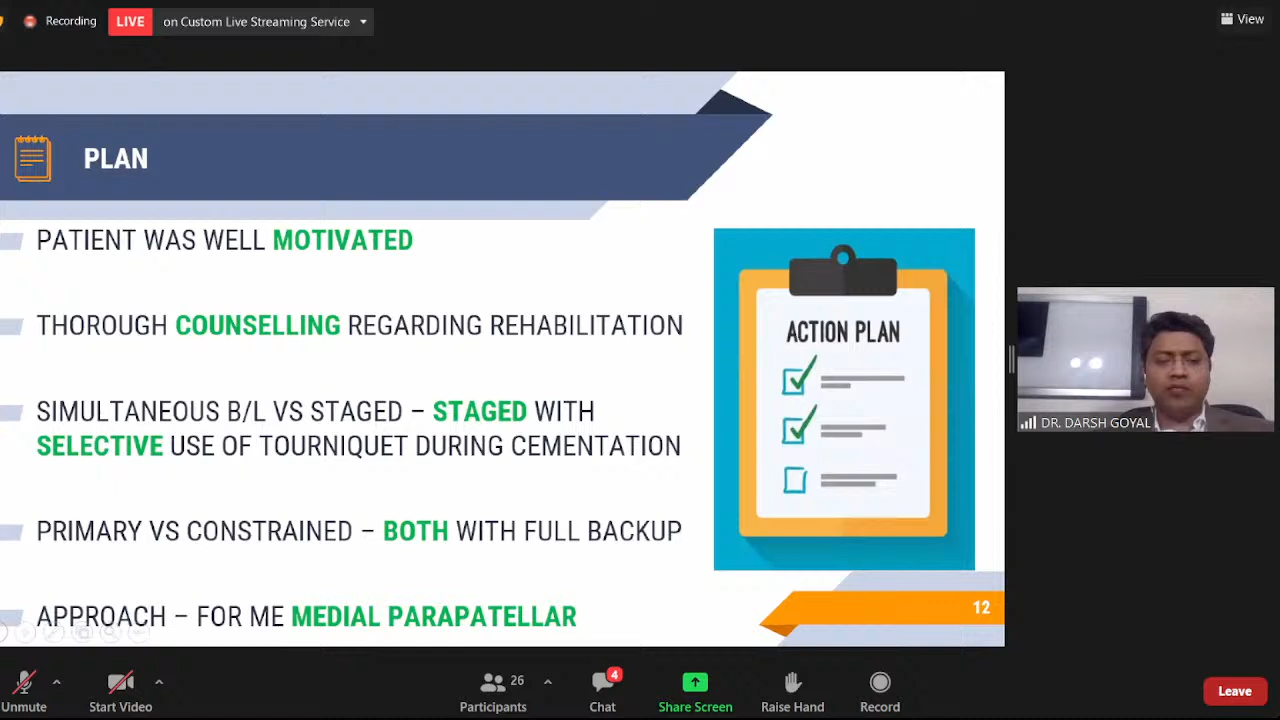 Recording
LIVE
on Custom Live Streaming Service
View
PLAN
PATIENT WAS WELL MOTIVATED
THOROUGH COUNSELLING REGARDING REHABILITATION
SIMULTANEOUS B/L VS STAGED – STAGED WITH
SELECTIVE USE OF TOURNIQUET DURING CEMENTATION
PRIMARY VS CONSTRAINED – BOTH WITH FULL BACKUP
APPROACH – FOR ME MEDIAL PARAPATELLAR
ACTION PLAN
12
DR. DARSH GOYAL
Unmute
Start Video
26
Participants
4
Chat
Share Screen
Raise Hand
Record
Leave